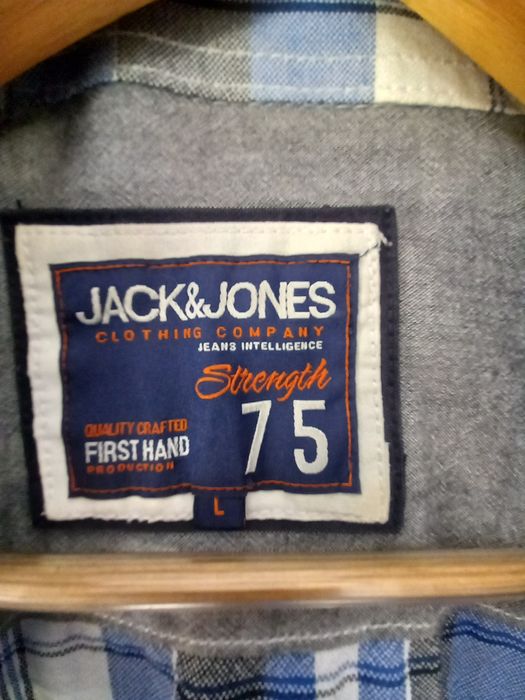 JACK&JONES
CLOTHING COMPANY
JEANS INTELLIGENCE
Strength
75
QUALITY CRAFTED
FIRST HAND
PRODUCTION
L